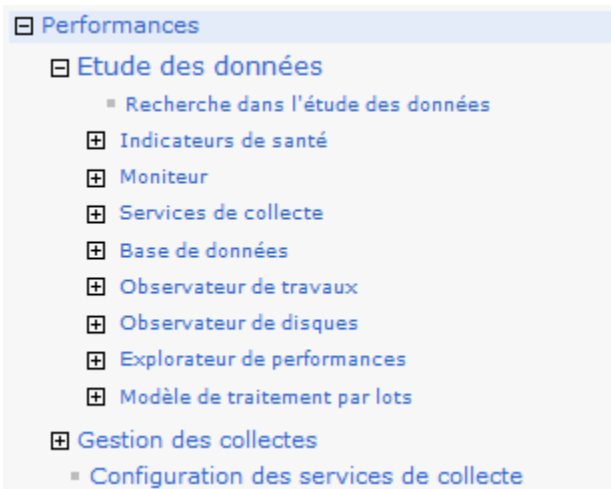 Performances
Etude des données
Recherche dans l'étude des données
Indicateurs de santé
Moniteur
Services de collecte
Base de données
Observateur de travaux
Observateur de disques
Explorateur de performances
Modèle de traitement par lots
Gestion des collectes
Configuration des services de collecte